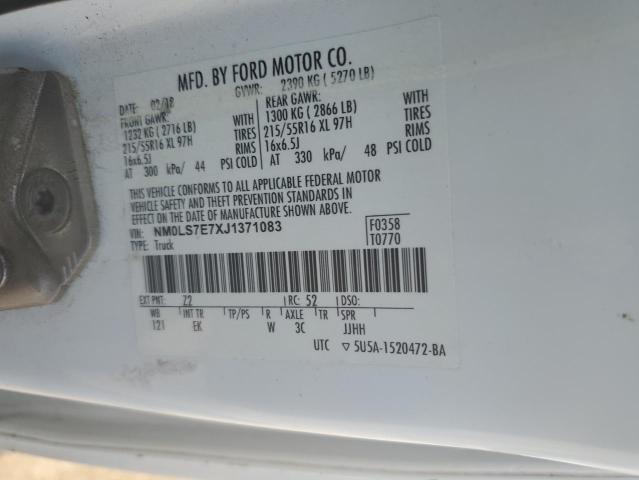 MFD. BY FORD MOTOR CO.
DATE: 02/18 GVWR: 2390 KG ( 5270 LB)
FRONT GAWR: WITH REAR GAWR: WITH
1232 KG ( 2716 LB) TIRES 1300 KG ( 2866 LB) TIRES
215/55R16 XL 97H RIMS 215/55R16 XL 97H RIMS
16x6.5J 16x6.5J
AT 300 kPa/ 44 PSI COLD AT 330 kPa/ 48 PSI COLD
THIS VEHICLE CONFORMS TO ALL APPLICABLE FEDERAL MOTOR
VEHICLE SAFETY AND THEFT PREVENTION STANDARDS IN
EFFECT ON THE DATE OF MANUFACTURE SHOWN ABOVE.
VIN: NM0LS7E7XJ1371083 F0358
TYPE: Truck T0770
EXT PNT: Z2 RC: 52 DSO:
WB INT TR TP/PS R AXLE TR SPR
121 EK W 3C JJHH
UTC ▽ 5U5A-1520472-BA